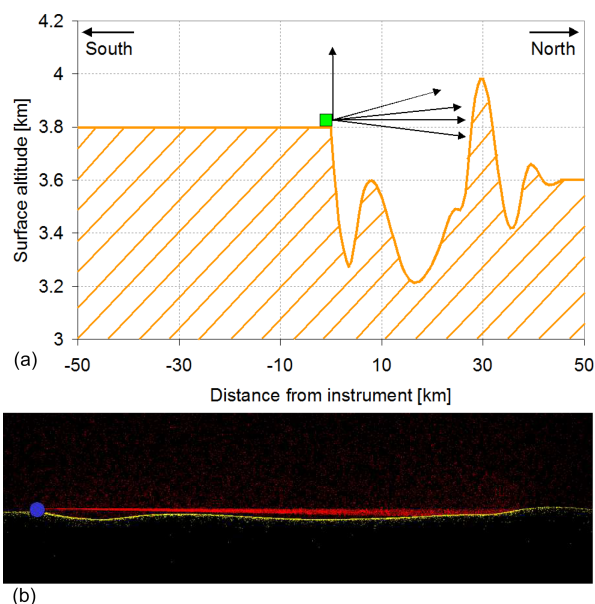 4.2
South
North
4
3.8
3.6
3.4
3.2
3
Surface altitude [km]
(a)
-50
-30
-10
10
30
50
Distance from instrument [km]
(b)